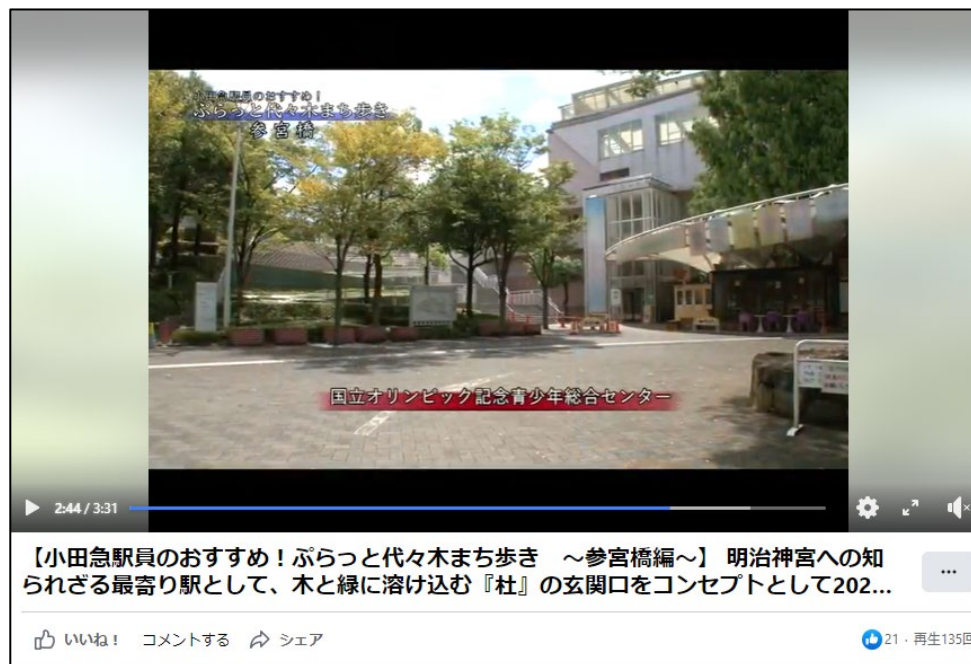 小田急駅員のおすすめ！
ぷらっと代々木まち歩き
参宮橋
国立オリンピック記念青少年総合センター
2:44 / 3:31
【小田急駅員のおすすめ！ぷらっと代々木まち歩き　～参宮橋編～】 明治神宮への知
られざる最寄り駅として、木と緑に溶け込む『杜』の玄関口をコンセプトとして202...
いいね！ コメントする シェア 21・再生135回